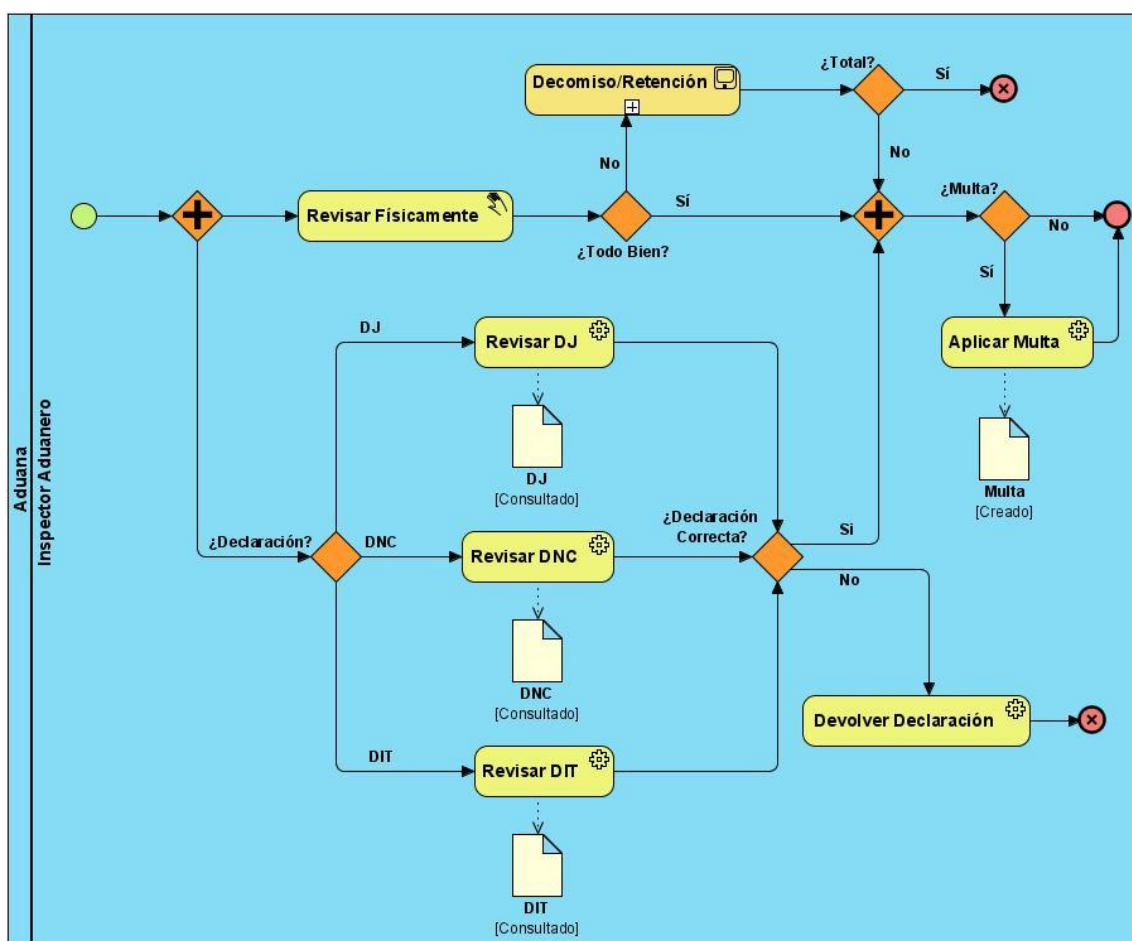 Aduana
Inspector Aduanero
Decomiso/Retención
¿Total?
Sí
No
No
Revisar Físicamente
Sí
¿Todo Bien?
¿Multa?
No
Sí
DJ
Revisar DJ
Aplicar Multa
DJ
[Consultado]
Multa
[Creado]
¿Declaración?
DNC
Revisar DNC
¿Declaración
Correcta?
Si
No
DNC
[Consultado]
Devolver Declaración
DIT
Revisar DIT
DIT
[Consultado]